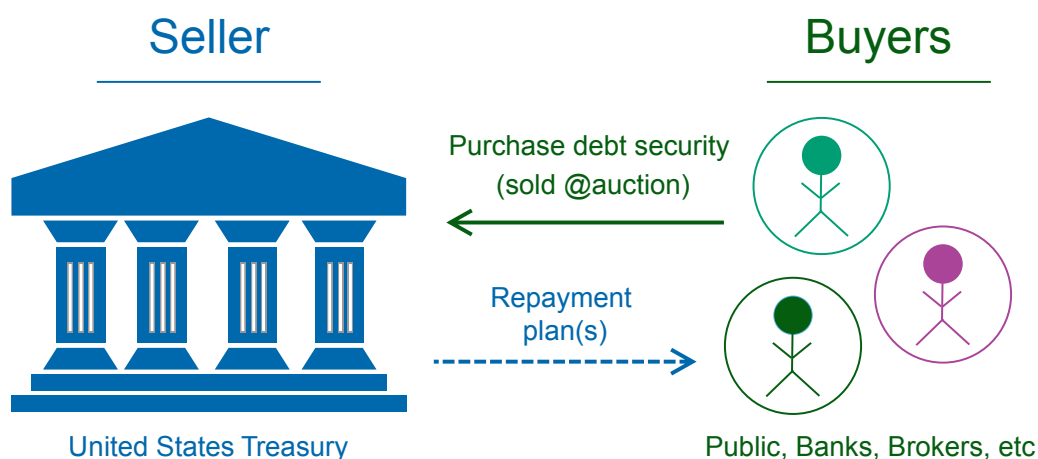 Seller
Buyers
Purchase debt security
(sold @auction)
Repayment
plan(s)
United States Treasury
Public, Banks, Brokers, etc